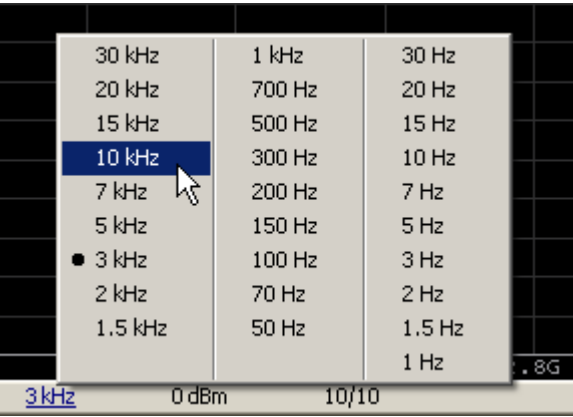 30 kHz
20 kHz
15 kHz
10 kHz
7 kHz
5 kHz
3 kHz
2 kHz
1.5 kHz
1 kHz
700 Hz
500 Hz
300 Hz
200 Hz
150 Hz
100 Hz
70 Hz
50 Hz
30 Hz
20 Hz
15 Hz
10 Hz
7 Hz
5 Hz
3 Hz
2 Hz
1.5 Hz
1 Hz
.8G
3 kHz 0 dBm 10/10